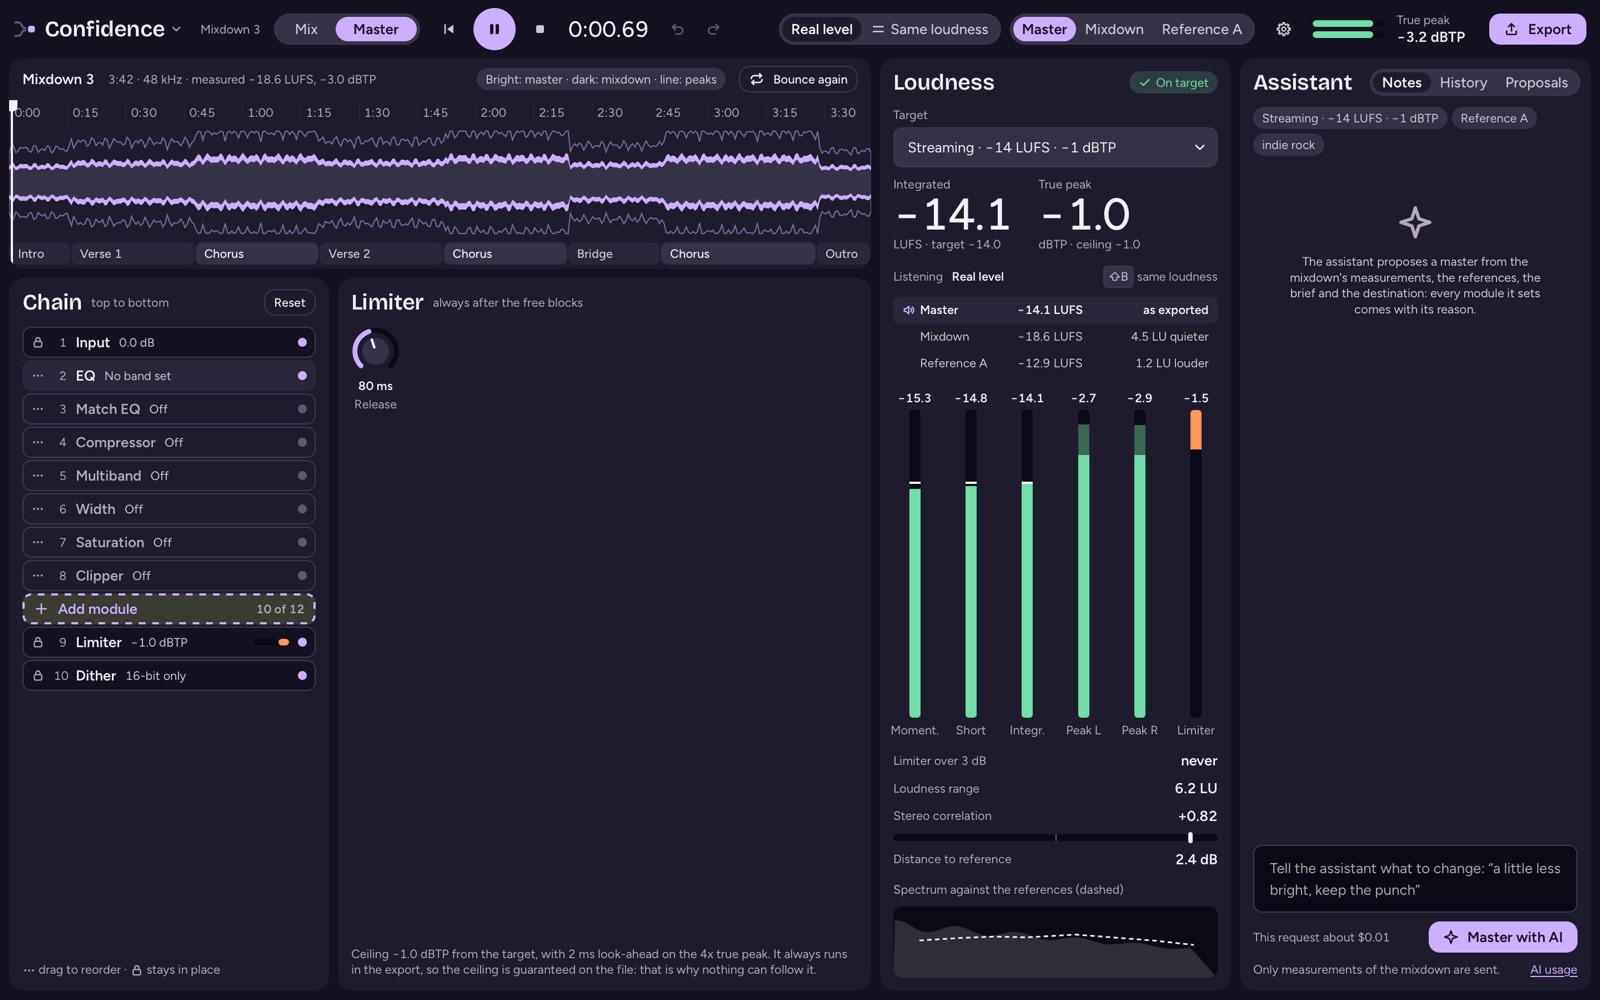 Confidence
Mixdown 3
Mix
Master
0:00.69
Real level
Same loudness
Master
Mixdown
Reference A
True peak
−3.2 dBTP
Export
Mixdown 3
3:42 · 48 kHz · measured −18.6 LUFS, −3.0 dBTP
Bright: master · dark: mixdown · line: peaks
Bounce again
0:00 0:15 0:30 0:45 1:00 1:15 1:30 1:45 2:00 2:15 2:30 2:45 3:00 3:15 3:30
Intro Verse 1 Chorus Verse 2 Chorus Bridge Chorus Outro
Chain top to bottom
Reset
1 Input 0.0 dB
2 EQ No band set
3 Match EQ Off
4 Compressor Off
5 Multiband Off
6 Width Off
7 Saturation Off
8 Clipper Off
Add module 10 of 12
9 Limiter −1.0 dBTP
10 Dither 16-bit only
drag to reorder · stays in place
Limiter always after the free blocks
80 ms
Release
Ceiling −1.0 dBTP from the target, with 2 ms look-ahead on the 4x true peak. It always runs
in the export, so the ceiling is guaranteed on the file: that is why nothing can follow it.
Loudness
On target
Target
Streaming · −14 LUFS · −1 dBTP
Integrated True peak
−14.1 −1.0
LUFS · target −14.0 dBTP · ceiling −1.0
Listening Real level ⇧B same loudness
Master −14.1 LUFS as exported
Mixdown −18.6 LUFS 4.5 LU quieter
Reference A −12.9 LUFS 1.2 LU louder
−15.3 −14.8 −14.1 −2.7 −2.9 −1.5
Moment. Short Integr. Peak L Peak R Limiter
Limiter over 3 dB never
Loudness range 6.2 LU
Stereo correlation +0.82
Distance to reference 2.4 dB
Spectrum against the references (dashed)
Assistant
Notes History Proposals
Streaming · −14 LUFS · −1 dBTP
Reference A
indie rock
The assistant proposes a master from the
mixdown's measurements, the references, the
brief and the destination: every module it sets
comes with its reason.
Tell the assistant what to change: “a little less
bright, keep the punch”
This request about $0.01
Master with AI
Only measurements of the mixdown are sent.
AI usage